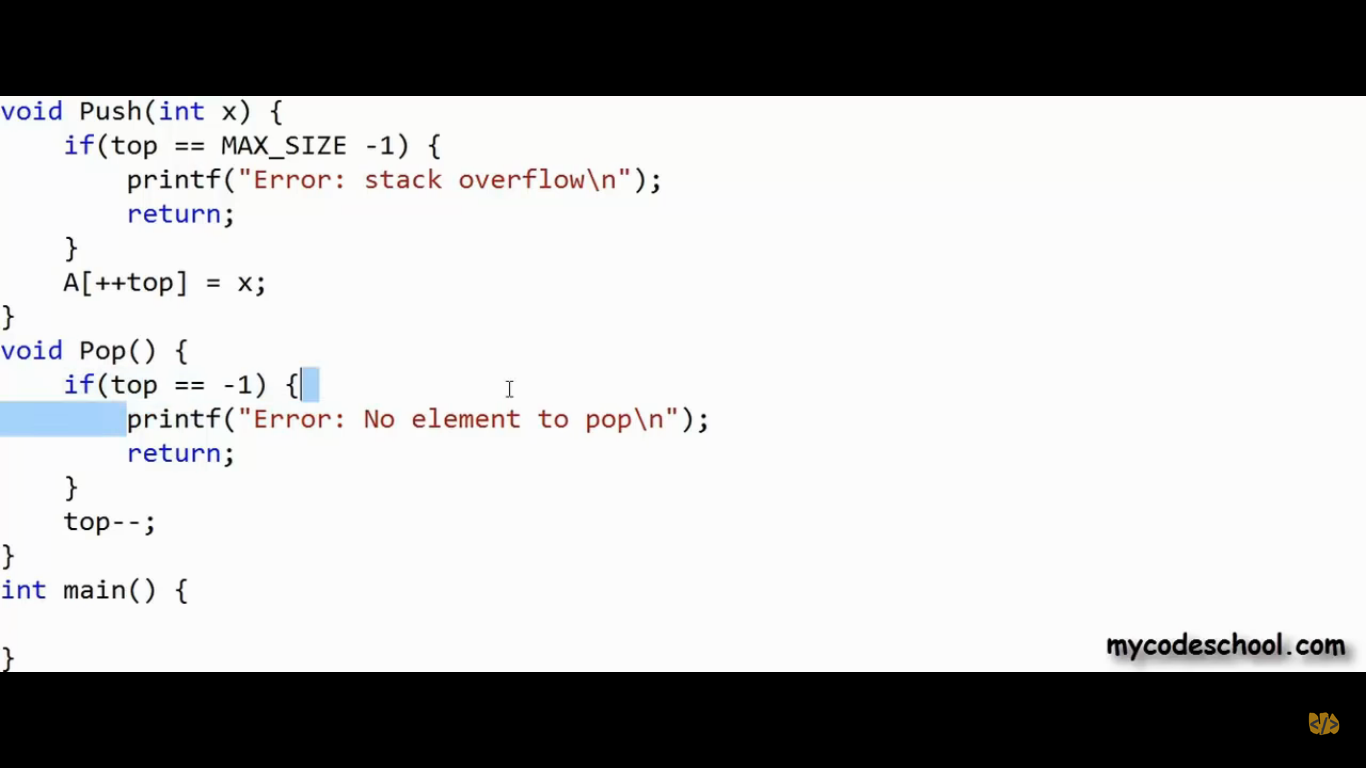 void Push(int x) {
    if(top == MAX_SIZE -1) {
        printf("Error: stack overflow\n");
        return;
    }
    A[++top] = x;
}
void Pop() {
    if(top == -1) {
        printf("Error: No element to pop\n");
        return;
    }
    top--;
}
int main() {
}
mycodeschool.com